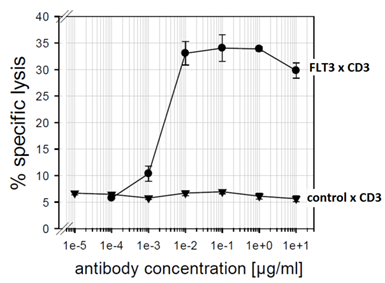 40
35
30
25
20
15
10
5
0
% specific lysis
FLT3 x CD3
control x CD3
1e-5 1e-4 1e-3 1e-2 1e-1 1e+0 1e+1
antibody concentration [µg/ml]